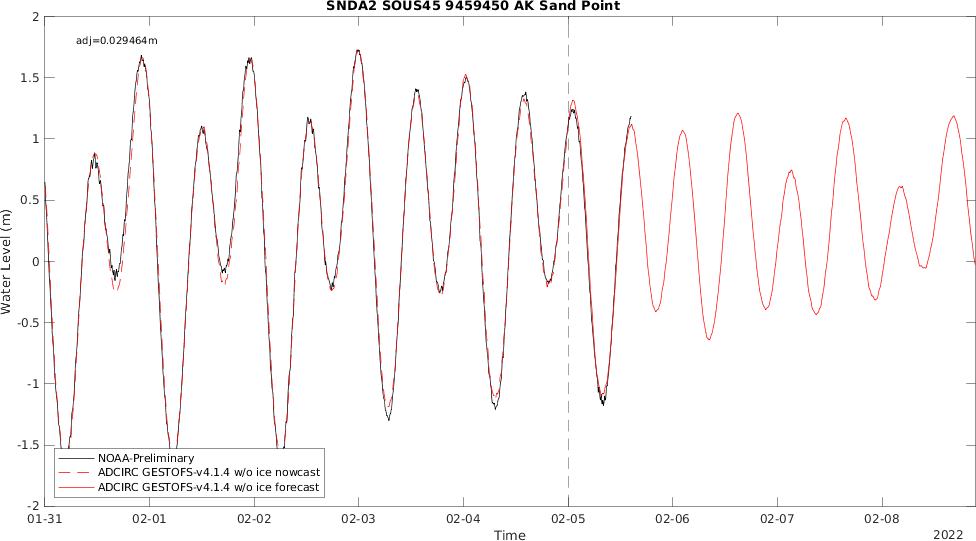 SNDA2 SOUS45 9459450 AK Sand Point
adj=0.029464m
2
1.5
1
0.5
0
-0.5
-1
-1.5
-2
Water Level (m)
NOAA-Preliminary
ADCIRC GESTOFS-v4.1.4 w/o ice nowcast
ADCIRC GESTOFS-v4.1.4 w/o ice forecast
01-31 02-01 02-02 02-03 02-04 02-05 02-06 02-07 02-08
Time
2022